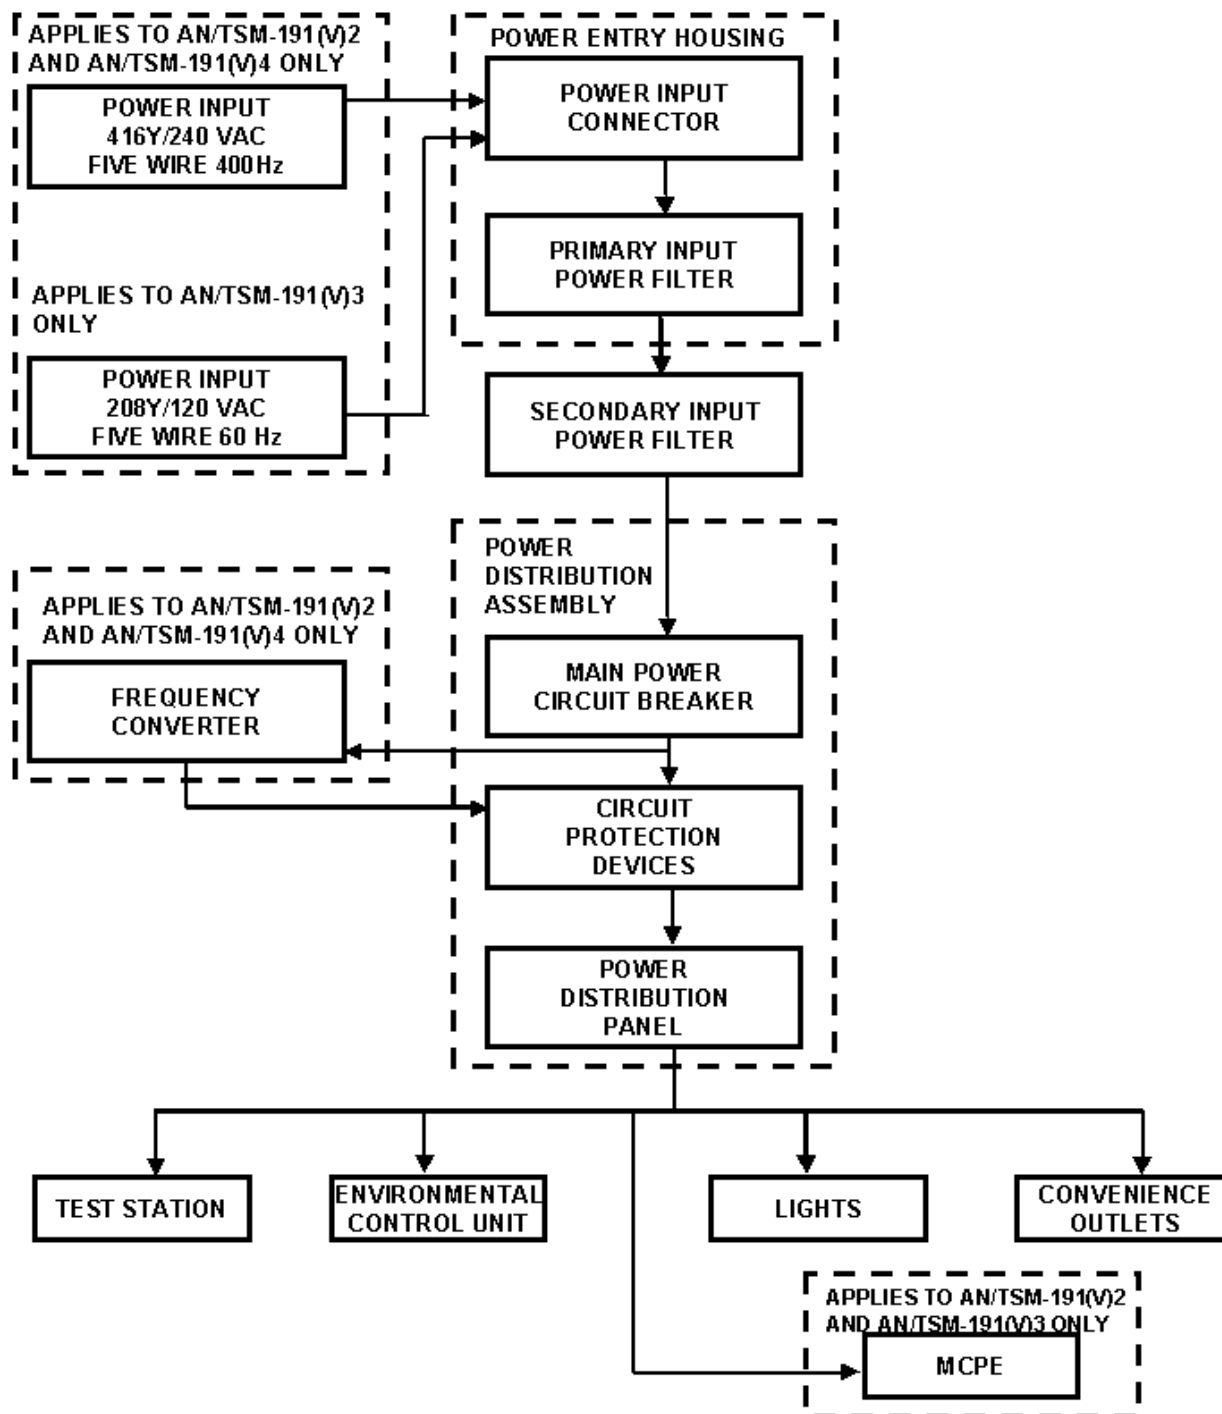 APPLIES TO AN/TSM-191(V)2
AND AN/TSM-191(V)4 ONLY
POWER INPUT
416Y/240 VAC
FIVE WIRE 400Hz
APPLIES TO AN/TSM-191(V)3
ONLY
POWER INPUT
208Y/120 VAC
FIVE WIRE 60 Hz
POWER ENTRY HOUSING
POWER INPUT
CONNECTOR
PRIMARY INPUT
POWER FILTER
SECONDARY INPUT
POWER FILTER
POWER
DISTRIBUTION
ASSEMBLY
MAIN POWER
CIRCUIT BREAKER
APPLIES TO AN/TSM-191(V)2
AND AN/TSM-191(V)4 ONLY
FREQUENCY
CONVERTER
CIRCUIT
PROTECTION
DEVICES
POWER
DISTRIBUTION
PANEL
TEST STATION
ENVIRONMENTAL
CONTROL UNIT
LIGHTS
CONVENIENCE
OUTLETS
APPLIES TO AN/TSM-191(V)2
AND AN/TSM-191(V)3 ONLY
MCPE